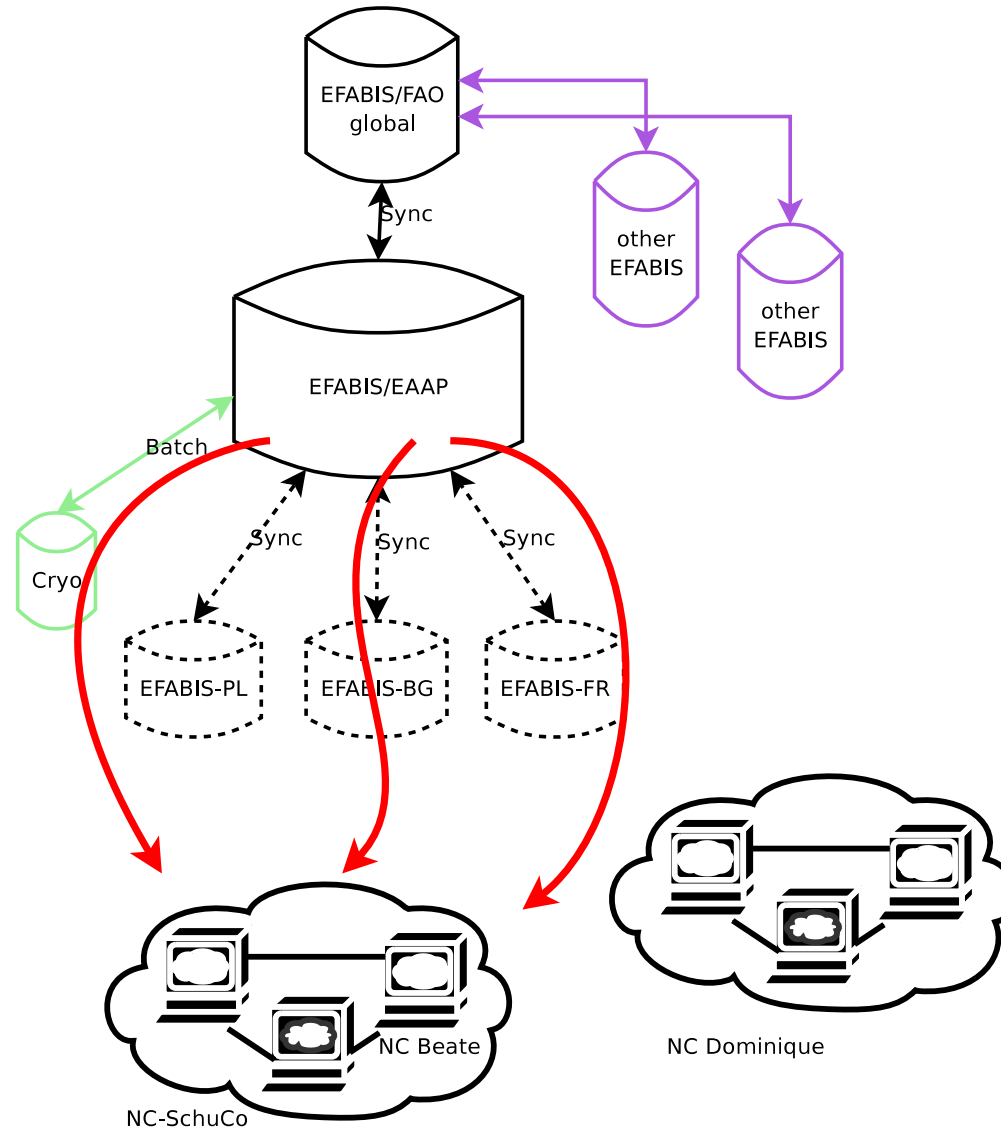 EFABIS/FAO
global
Sync
other
EFABIS
other
EFABIS
EFABIS/EAAP
Batch
Sync
Sync
Sync
Cryo
EFABIS-PL
EFABIS-BG
EFABIS-FR
NC Beate
NC Dominique
NC-SchuCo